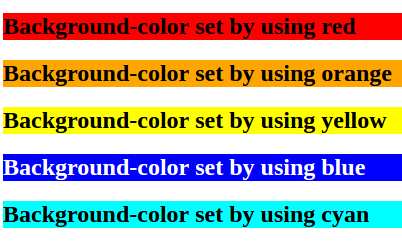 Background-color set by using red
Background-color set by using orange
Background-color set by using yellow
Background-color set by using blue
Background-color set by using cyan